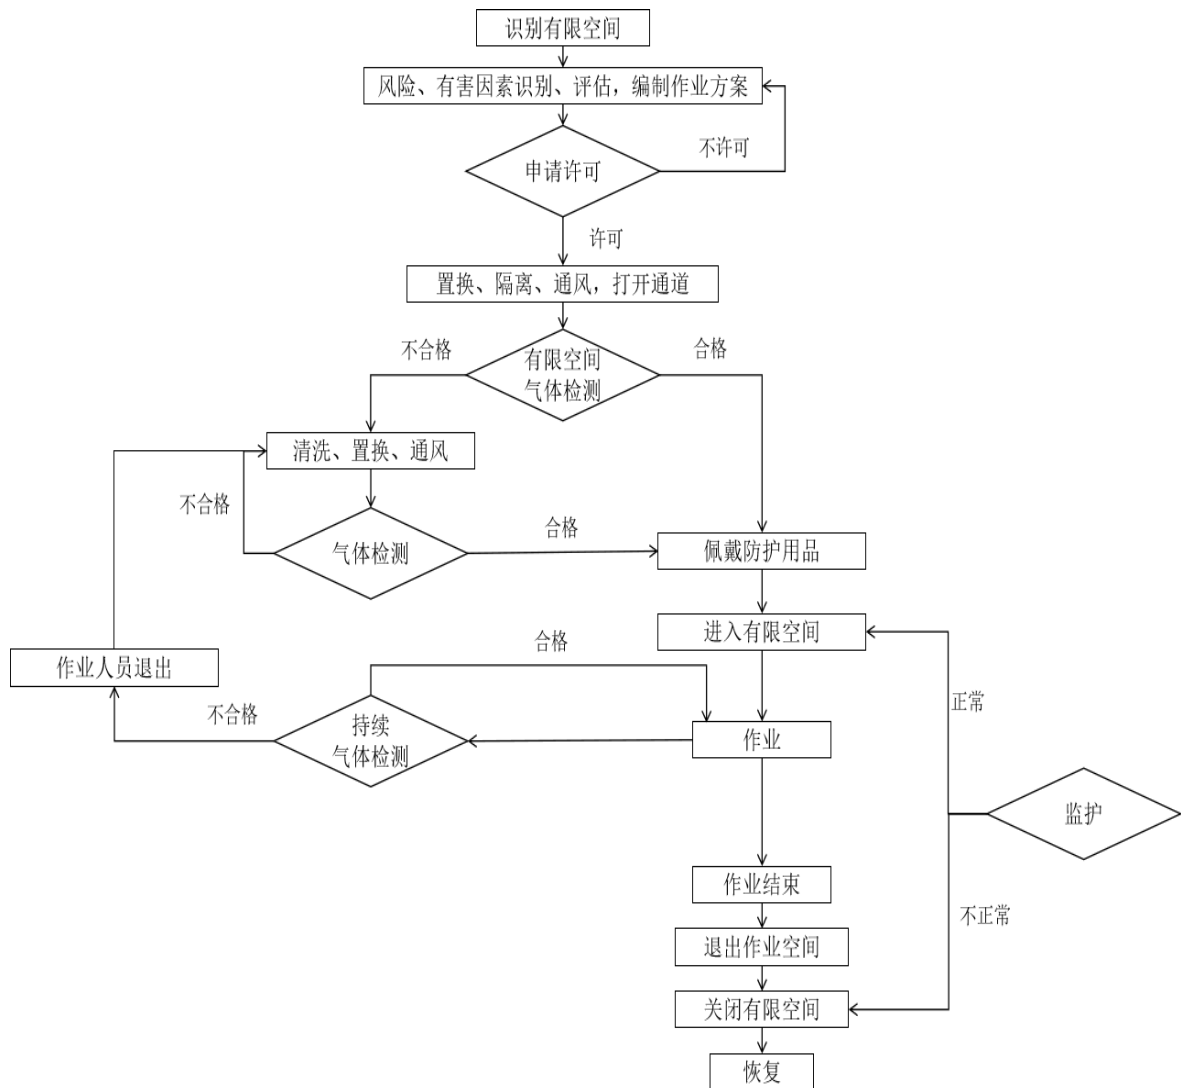 识别有限空间
风险、有害因素识别、评估，编制作业方案
不许可
申请许可
许可
置换、隔离、通风，打开通道
不合格
合格
有限空间
气体检测
清洗、置换、通风
不合格
合格
气体检测
佩戴防护用品
进入有限空间
合格
作业人员退出
不合格
持续
气体检测
作业
正常
监护
作业结束
不正常
退出作业空间
关闭有限空间
恢复